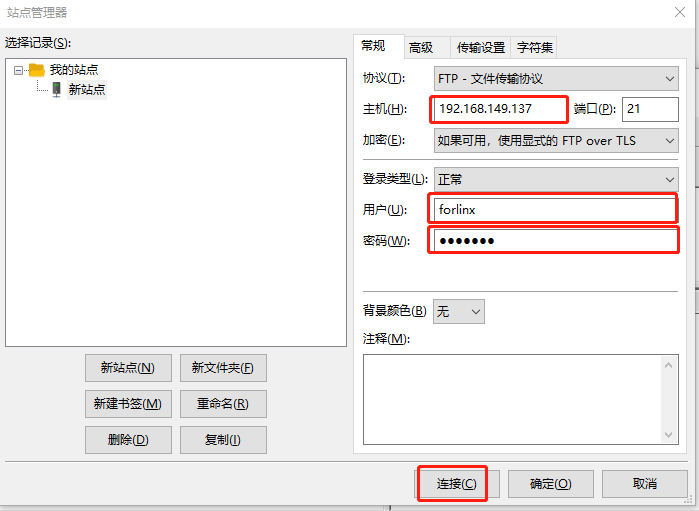 站点管理器
选择记录(S):
我的站点
新站点
新站点(N)
新文件夹(F)
新建书签(M)
重命名(R)
删除(D)
复制(I)
常规
高级
传输设置
字符集
协议(T):
FTP - 文件传输协议
主机(H):
192.168.149.137
端口(P):
21
加密(E):
如果可用，使用显式的 FTP over TLS
登录类型(L):
正常
用户(U):
forlinx
密码(W):
●●●●●●●
背景颜色(B)
无
注释(M):
连接(C)
确定(O)
取消